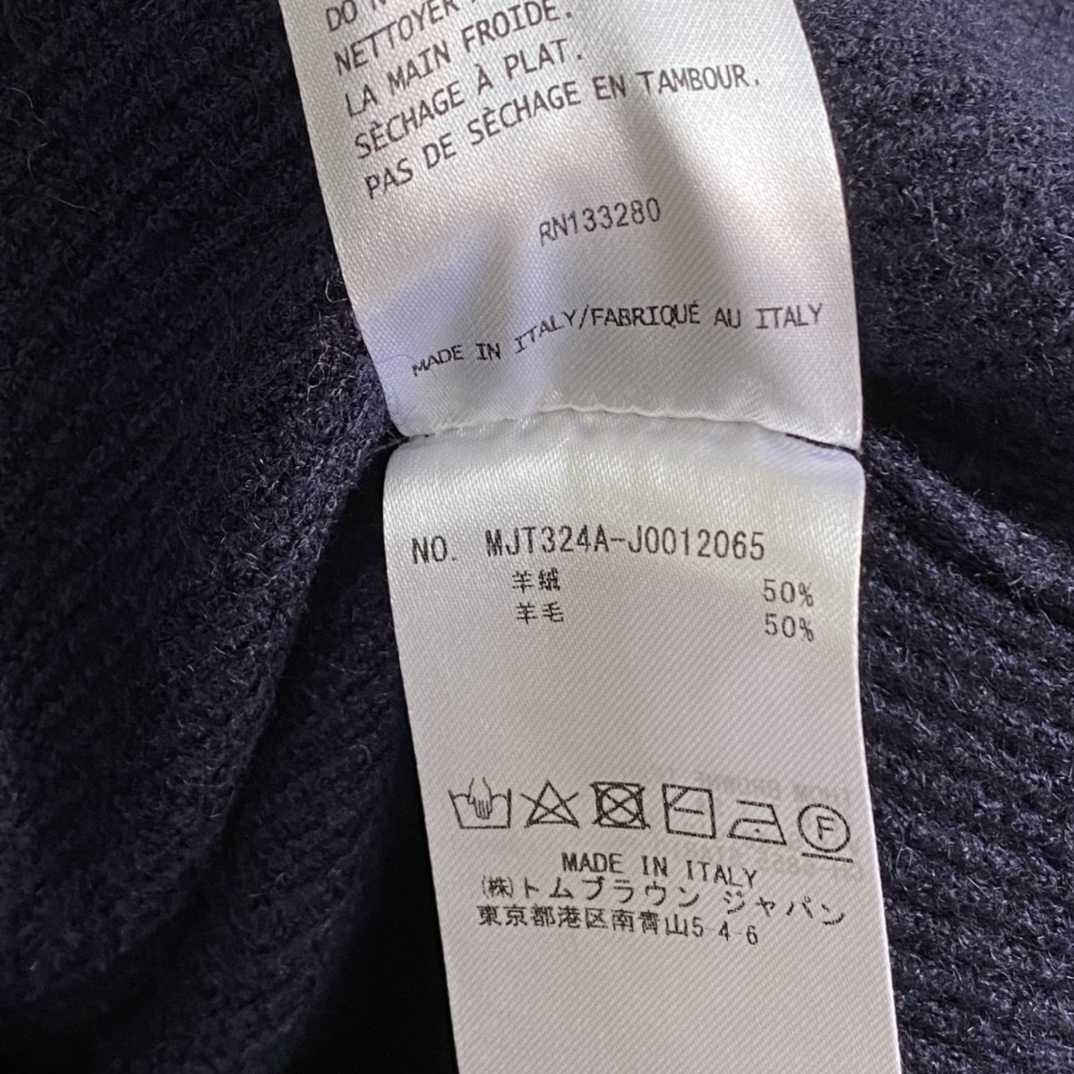 DO
NETTOYER
LA MAIN FROIDE.
SÈCHAGE À PLAT.
PAS DE SÈCHAGE EN TAMBOUR.
RN133280
MADE IN ITALY/FABRIQUÉ AU ITALY
NO. MJT324A-J0012065
羊絨 50%
羊毛 50%
F
MADE IN ITALY
(株)トムブラウン ジャパン
東京都港区南青山5-4-6